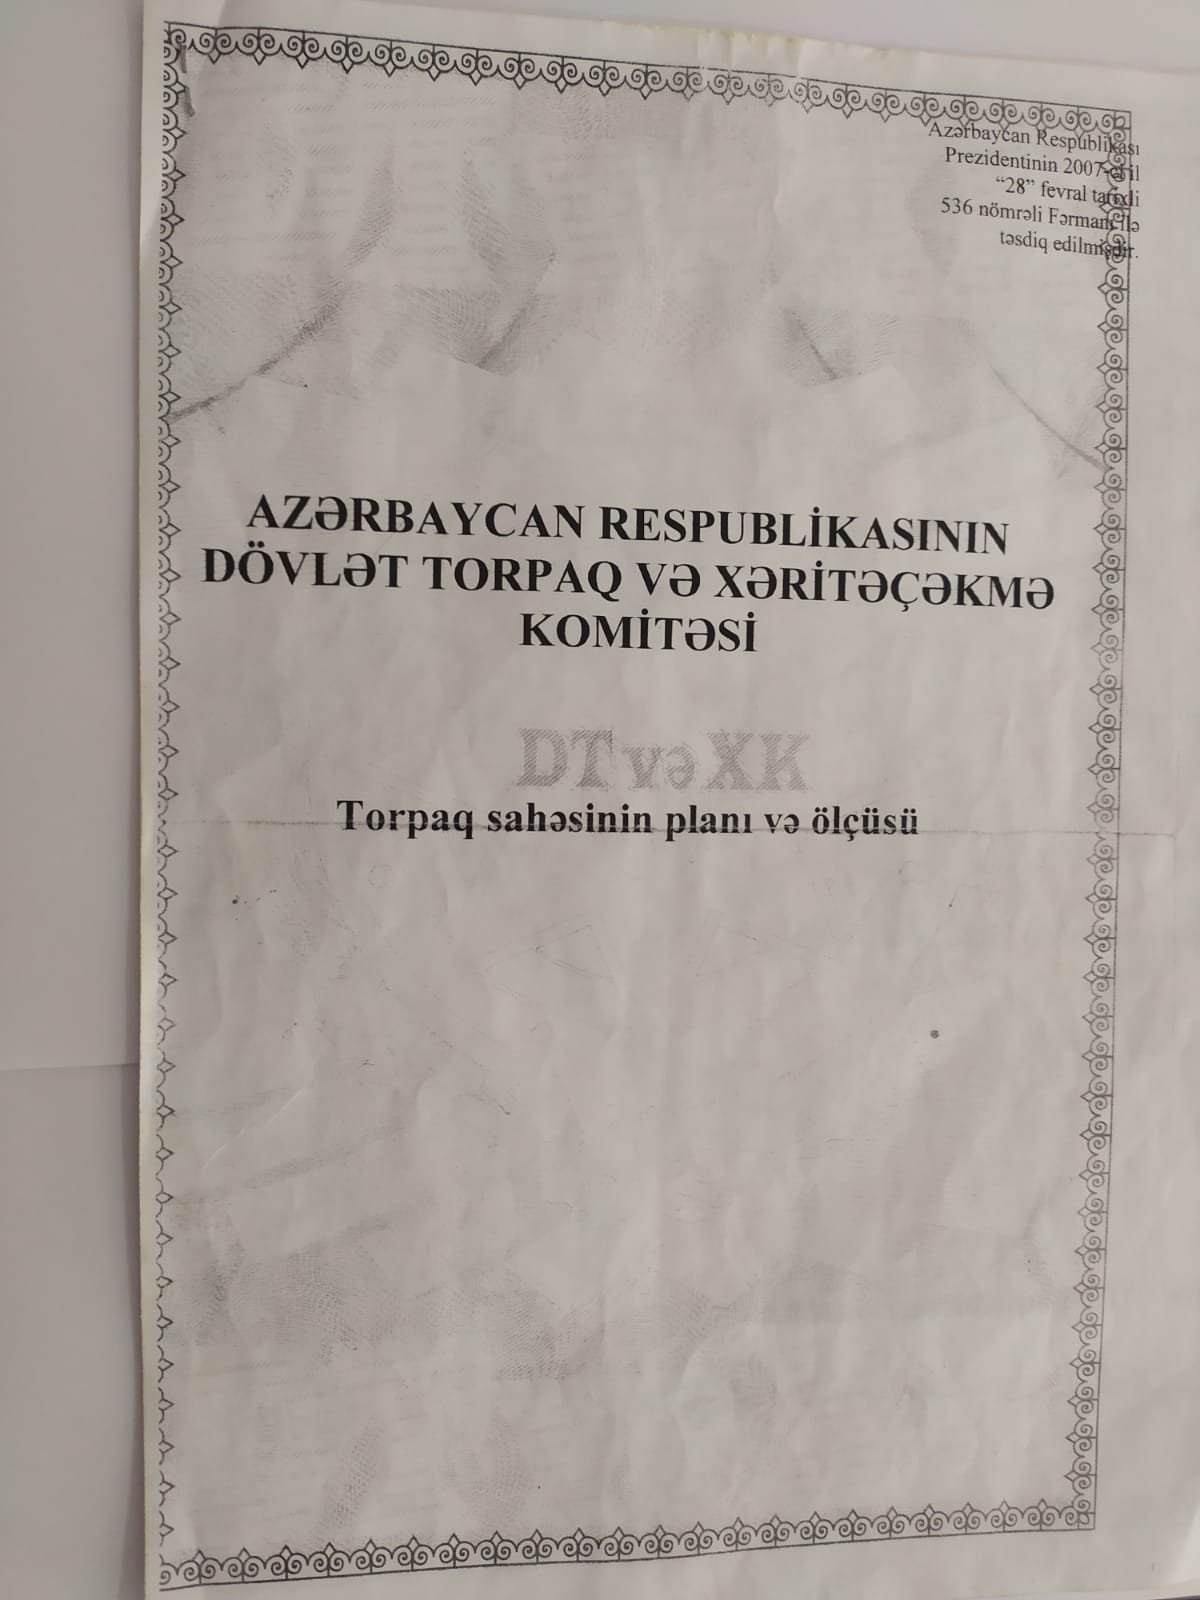 Azərbaycan Respublikası
Prezidentinin 2007-ci il
“28” fevral tarixli
536 nömrəli Fərmanı ilə
təsdiq edilmişdir.
AZƏRBAYCAN RESPUBLİKASININ
DÖVLƏT TORPAQ VƏ XƏRİTƏÇƏKMƏ
KOMİTƏSİ
DT və XK
Torpaq sahəsinin planı və ölçüsü